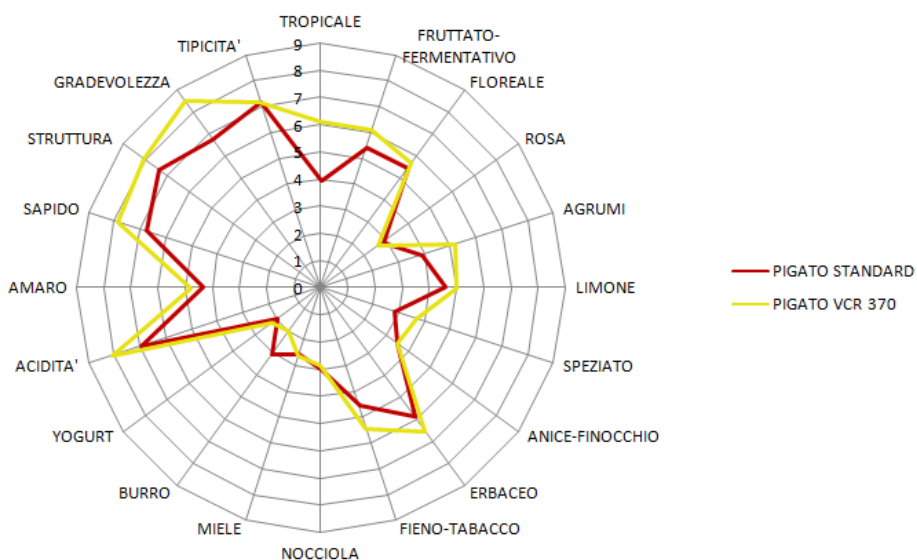 TROPICALE
FRUTTATO-
FERMENTATIVO
FLOREALE
ROSA
AGRUMI
LIMONE
SPEZIATO
ANICE-FINOCCHIO
ERBACEO
FIENO-TABACCO
NOCCIOLA
MIELE
BURRO
YOGURT
ACIDITA'
AMARO
SAPIDO
STRUTTURA
GRADEVOLEZZA
TIPICITA'
9
8
7
6
5
4
3
2
1
0
PIGATO STANDARD
PIGATO VCR 370